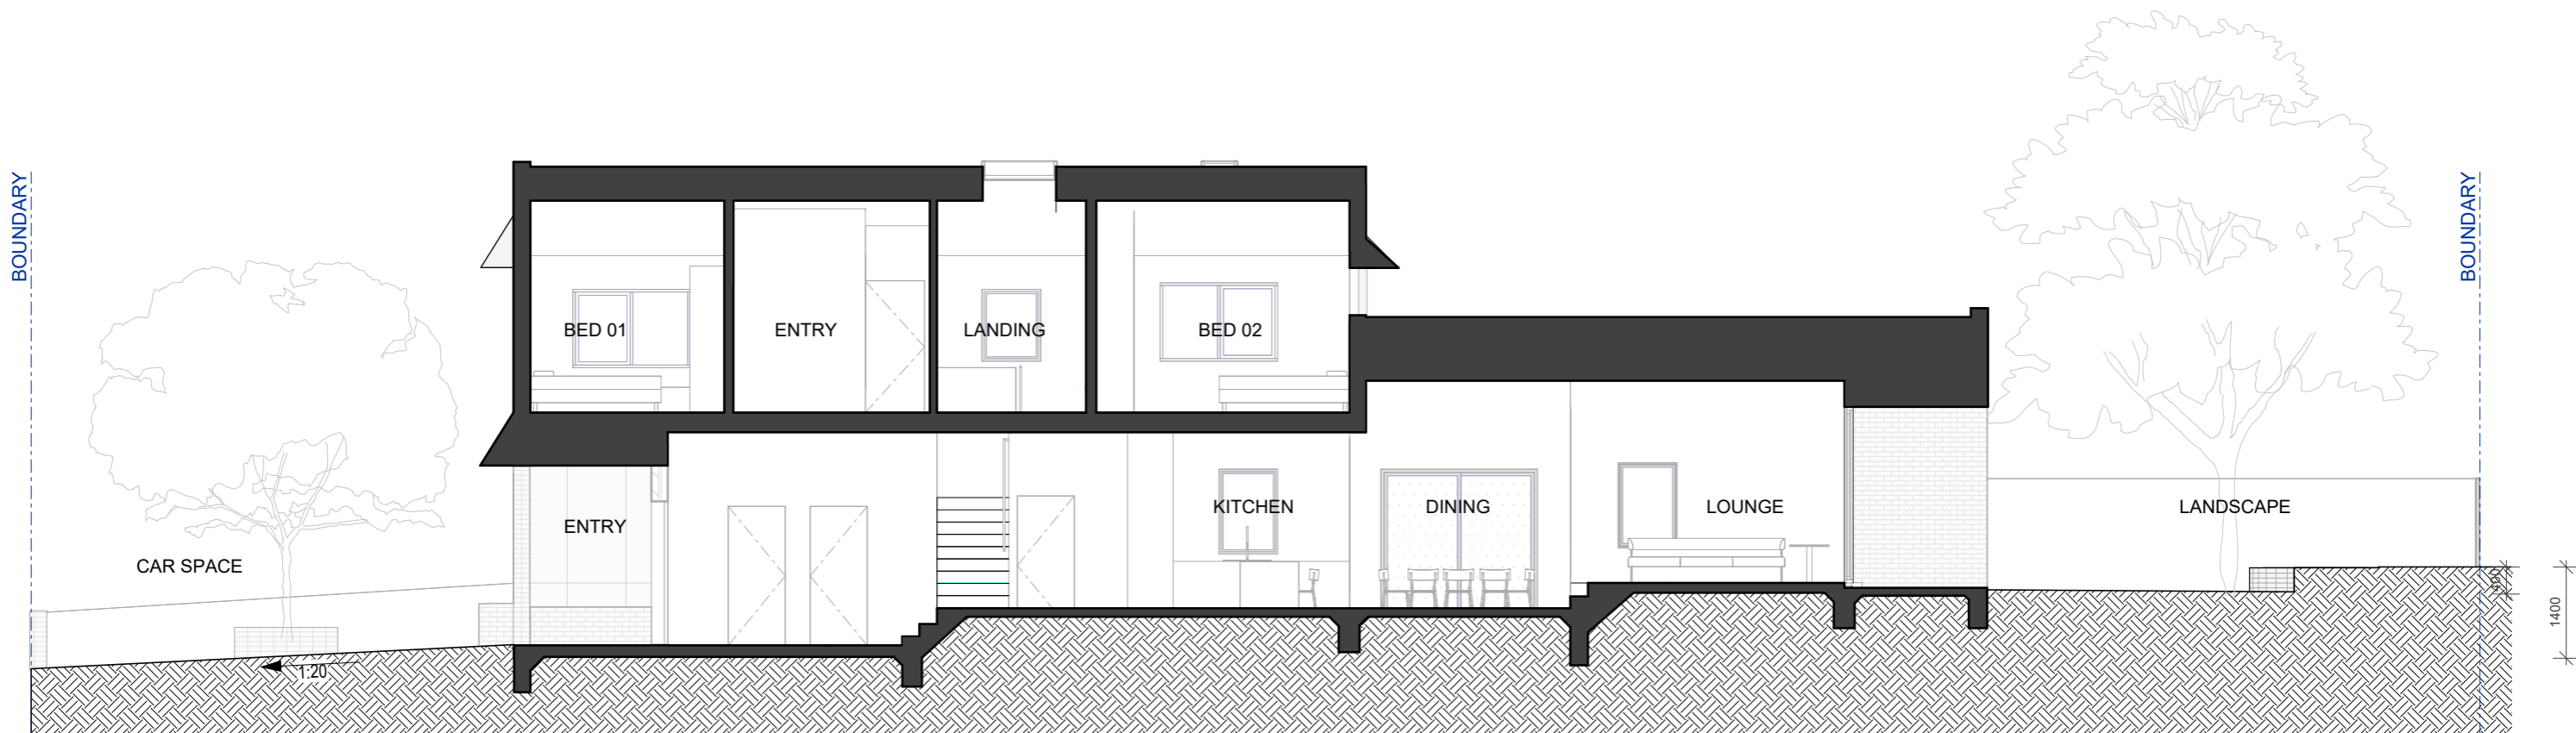 BOUNDARY
BOUNDARY
BED 01
ENTRY
LANDING
BED 02
KITCHEN
DINING
LOUNGE
LANDSCAPE
ENTRY
CAR SPACE
1400
1:20